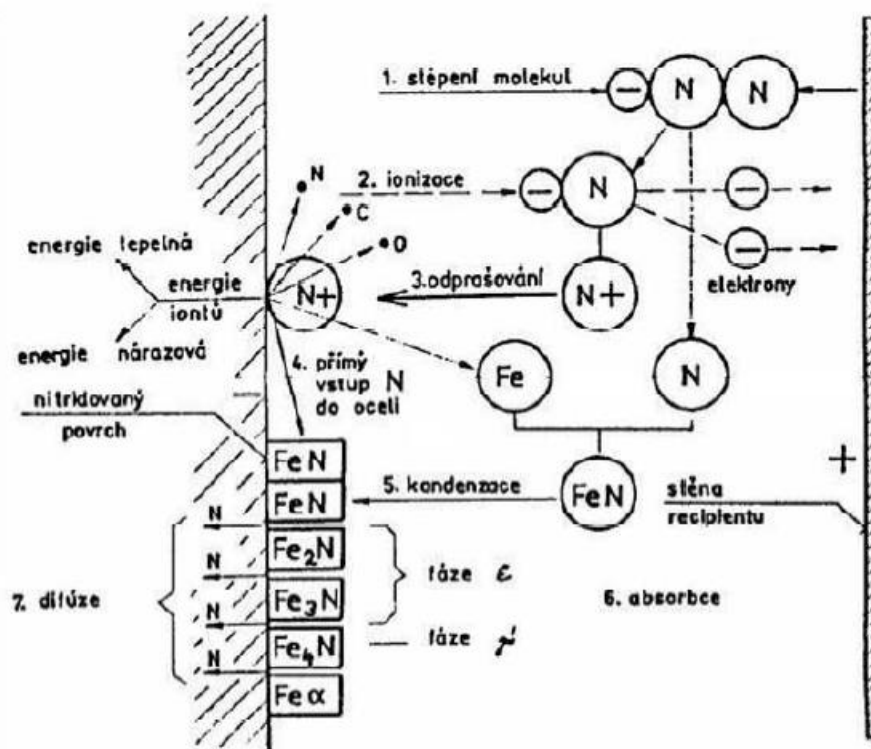 1. štěpení molekul
N
N
2. ionizace
N
N
C
O
energie tepelná
energie
iontů
energie nárazová
N+
3. odprašování
N+
elektrony
4. přímý
vstup N
do oceli
Fe
N
nitridovaný
povrch
FeN
FeN
5. kondenzace
FeN
+
stěna
recipientu
N
Fe2N
N
Fe3N
fáze ε
7. difúze
6. absorbce
N
Fe4N
fáze γ'
N
Feα